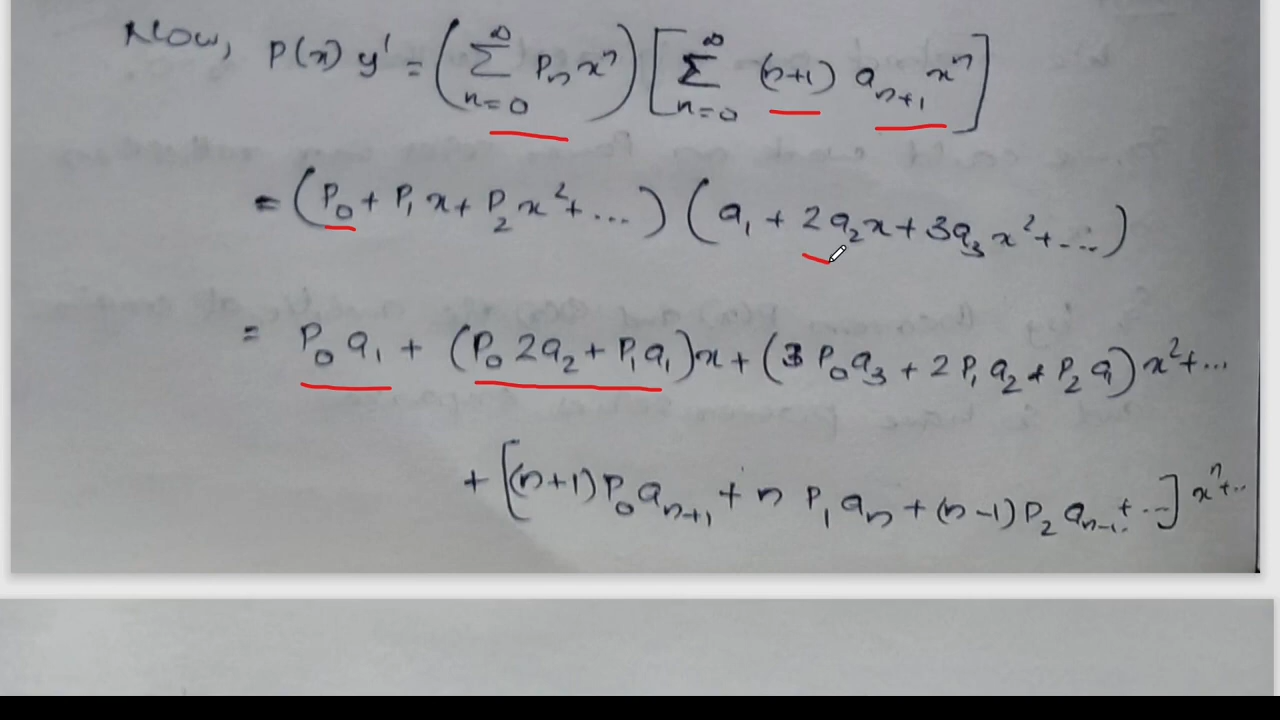 Now, P(x) y' = (∑_{n=0}^{∞} P_n x^n) [∑_{n=0}^{∞} (n+1) a_{n+1} x^n]
= (P_0 + P_1 x + P_2 x^2 + ...) (a_1 + 2a_2 x + 3a_3 x^2 + ...)
= P_0 a_1 + (P_0 2a_2 + P_1 a_1)x + (3 P_0 a_3 + 2 P_1 a_2 + P_2 a_1) x^2 + ...
+ [(n+1) P_0 a_{n+1} + n P_1 a_n + (n-1) P_2 a_{n-1} + ...] x^n + ..